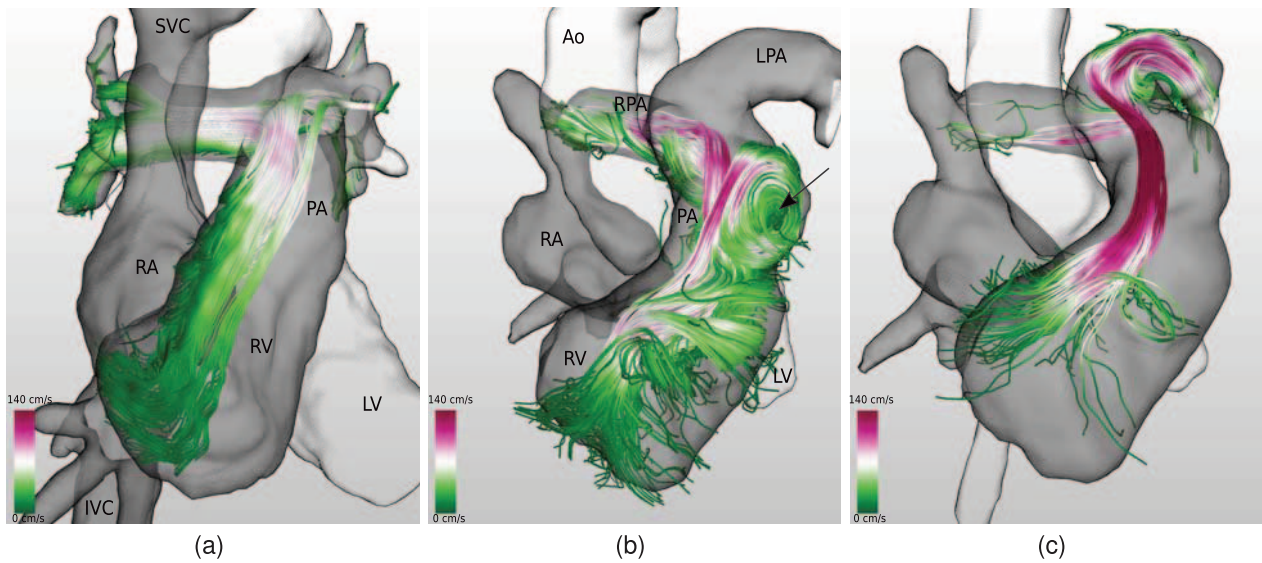 SVC
PA
RA
RV
LV
IVC
140 cm/s
0 cm/s
(a)
Ao
LPA
RPA
PA
RA
RV
LV
140 cm/s
0 cm/s
(b)
140 cm/s
0 cm/s
(c)